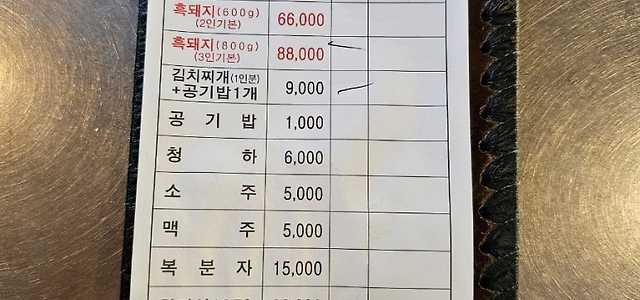 흑돼지(600g) 66,000
(2인기본)
흑돼지(800g) 88,000
(3인기본)
김치찌개(1인분) 9,000
+공기밥1개
공 기 밥 1,000
청 하 6,000
소 주 5,000
맥 주 5,000
복 분 자 15,000